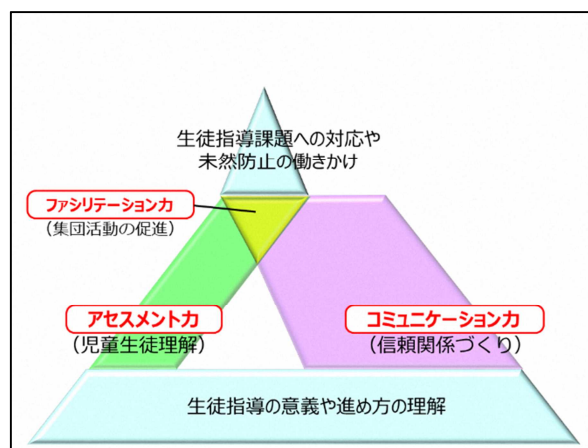 生徒指導課題への対応や
未然防止の働きかけ
ファシリテーション力
（集団活動の促進）
アセスメント力
（児童生徒理解）
コミュニケーション力
（信頼関係づくり）
生徒指導の意義や進め方の理解